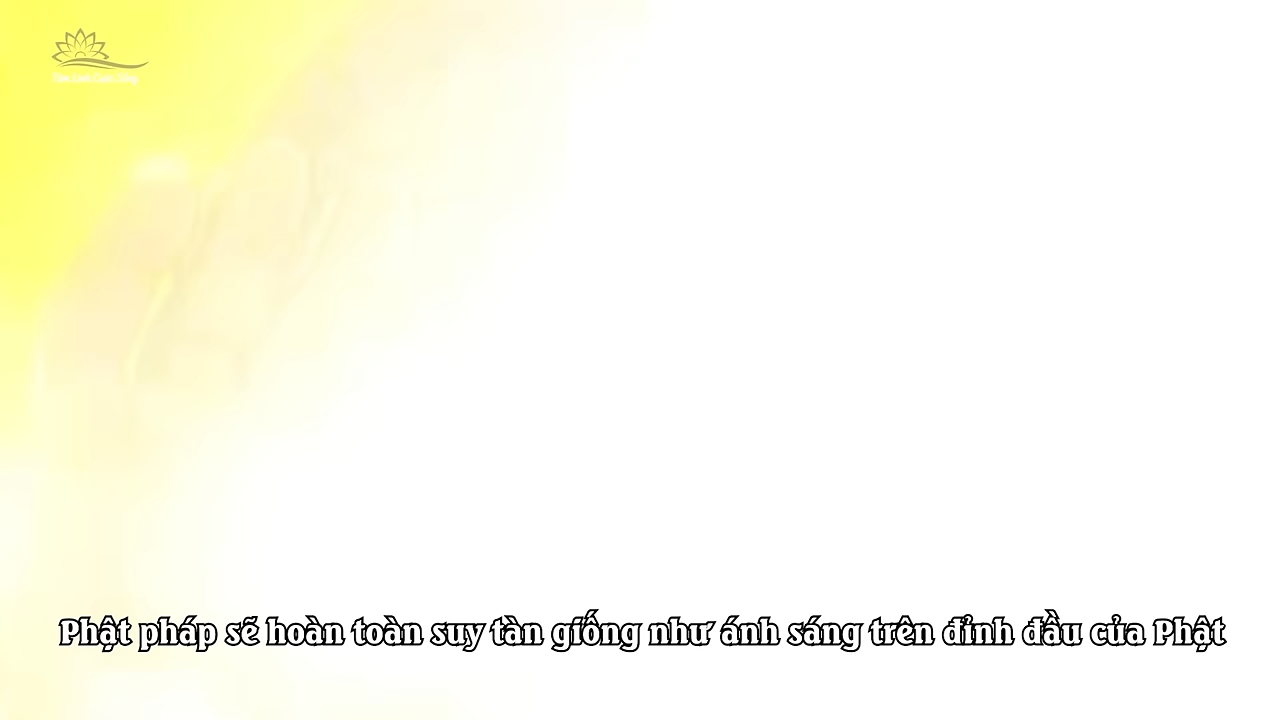 Phật pháp sẽ hoàn toàn suy tàn giống như ánh sáng trên đỉnh đầu của Phật